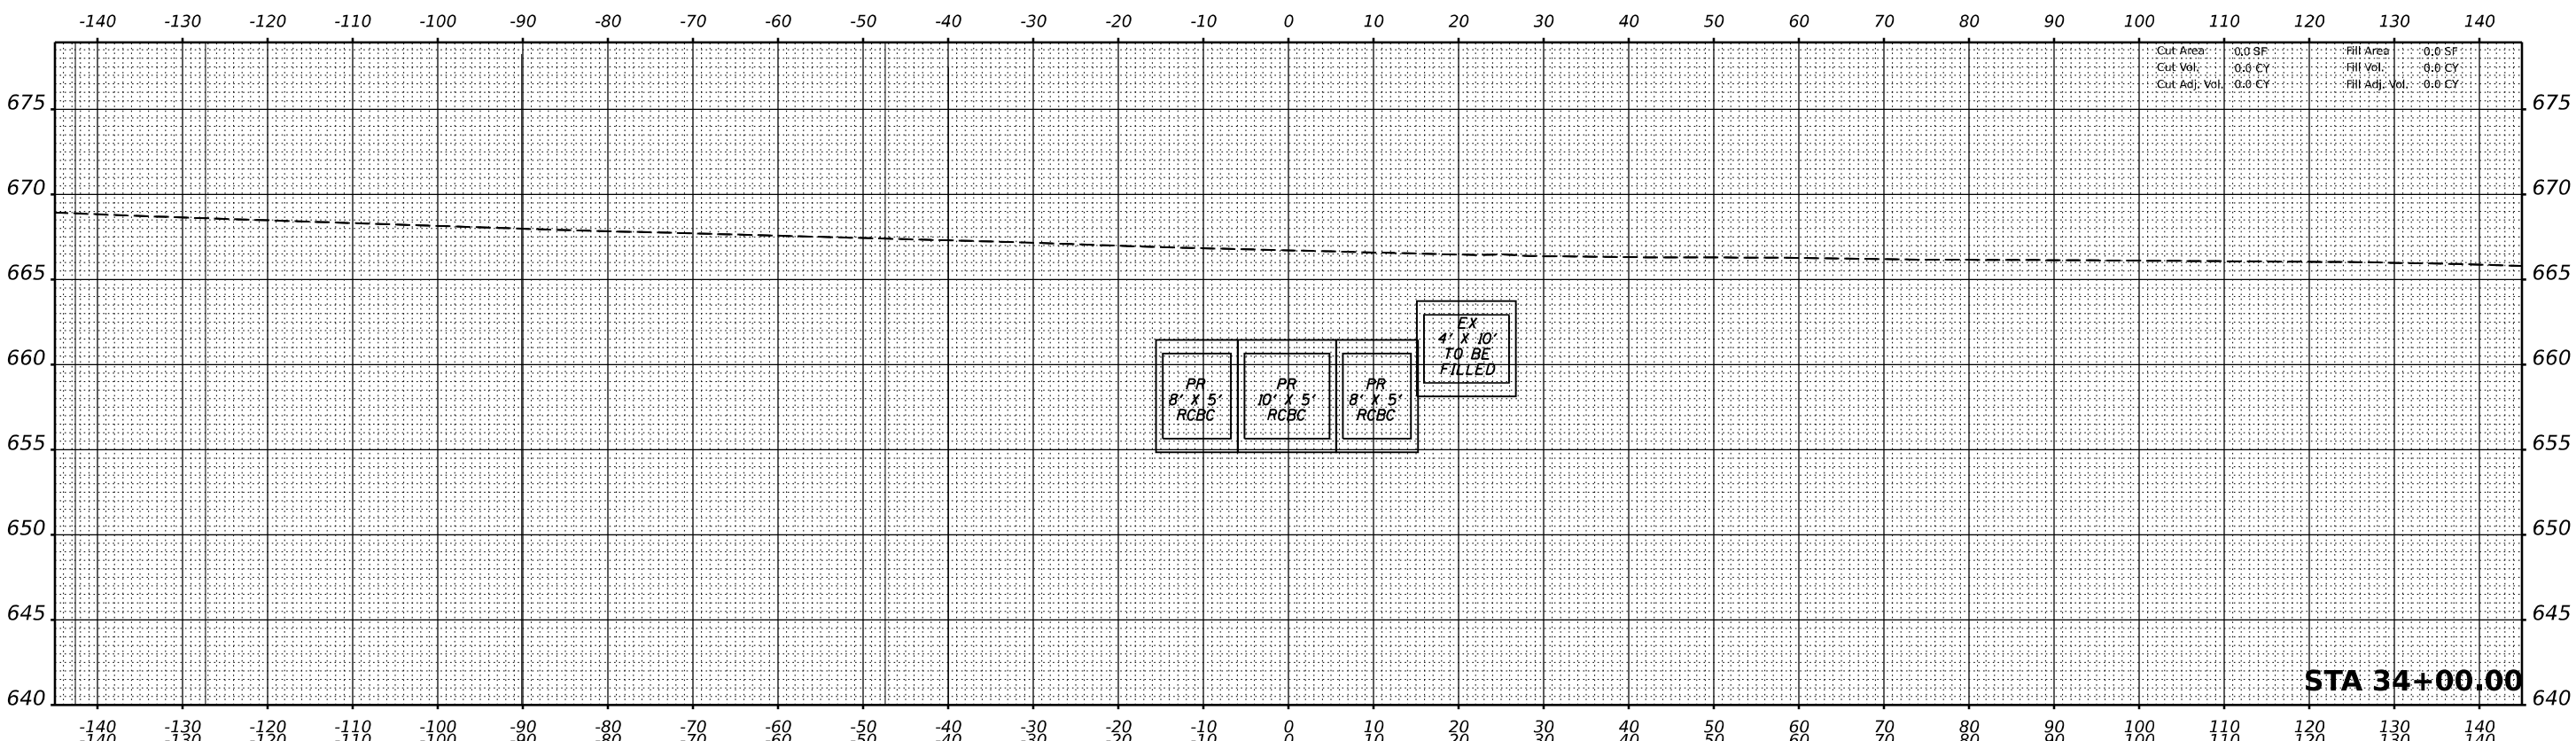 -140 -130 -120 -110 -100 -90 -80 -70 -60 -50 -40 -30 -20 -10 0 10 20 30 40 50 60 70 80 90 100 110 120 130 140
Cut Area 0.0 SF Fill Area 0.0 SF
Cut Vol. 0.0 CY Fill Vol. 0.0 CY
Cut Adj. Vol. 0.0 CY Fill Adj. Vol. 0.0 CY
675 675
670 670
665 665
EX
4' X 10'
TO BE
FILLED
660 660
PR
8' X 5'
RCBC
PR
10' X 5'
RCBC
PR
8' X 5'
RCBC
655 655
650 650
645 645
STA 34+00.00
640 640
-140 -130 -120 -110 -100 -90 -80 -70 -60 -50 -40 -30 -20 -10 0 10 20 30 40 50 60 70 80 90 100 110 120 130 140